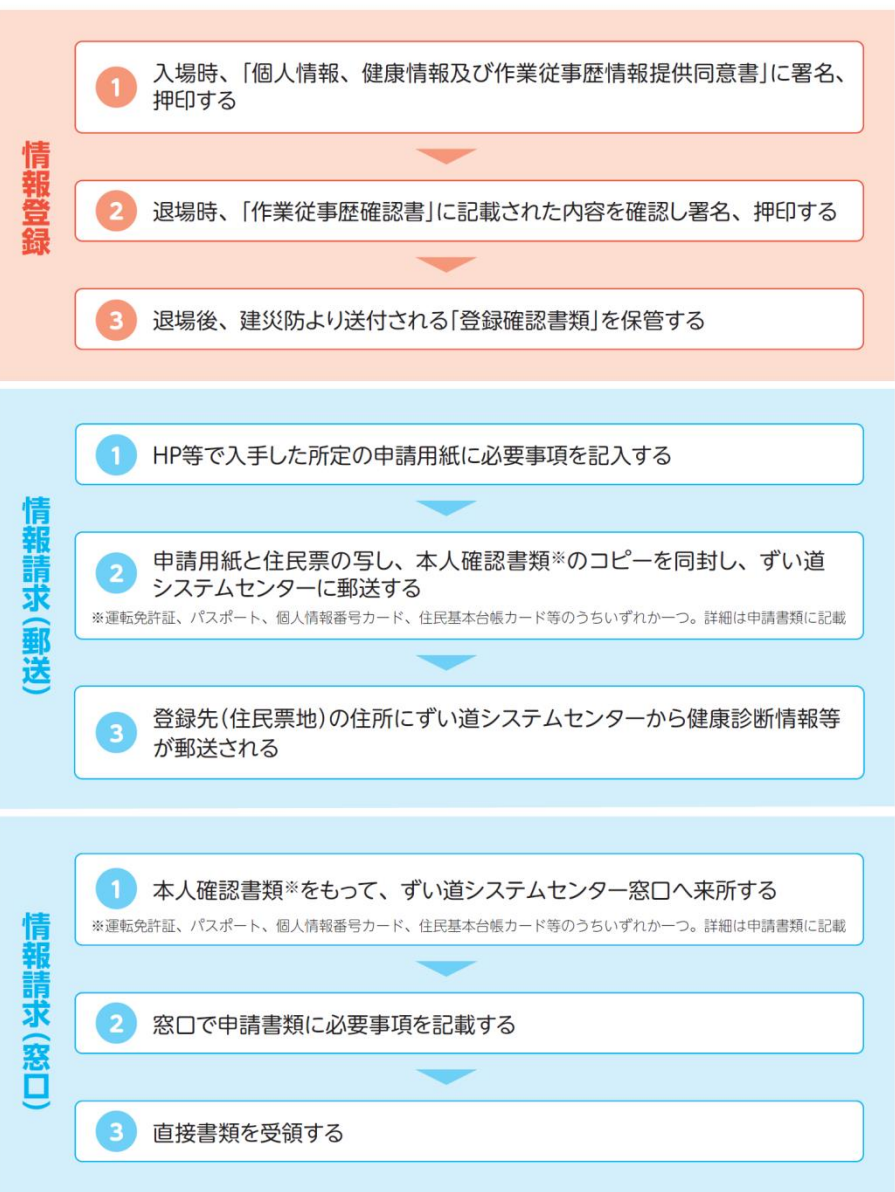 情報登録
1 入場時、「個人情報、健康情報及び作業従事歴情報提供同意書」に署名、
押印する
2 退場時、「作業従事歴確認書」に記載された内容を確認し署名、押印する
3 退場後、建災防より送付される「登録確認書類」を保管する
情報請求(郵送)
1 HP等で入手した所定の申請用紙に必要事項を記入する
2 申請用紙と住民票の写し、本人確認書類※のコピーを同封し、ずい道
システムセンターに郵送する
※運転免許証、パスポート、個人情報番号カード、住民基本台帳カード等のうちいずれか一つ。詳細は申請書類に記載
3 登録先(住民票地)の住所にずい道システムセンターから健康診断情報等
が郵送される
情報請求(窓口)
1 本人確認書類※をもって、ずい道システムセンター窓口へ来所する
※運転免許証、パスポート、個人情報番号カード、住民基本台帳カード等のうちいずれか一つ。詳細は申請書類に記載
2 窓口で申請書類に必要事項を記載する
3 直接書類を受領する